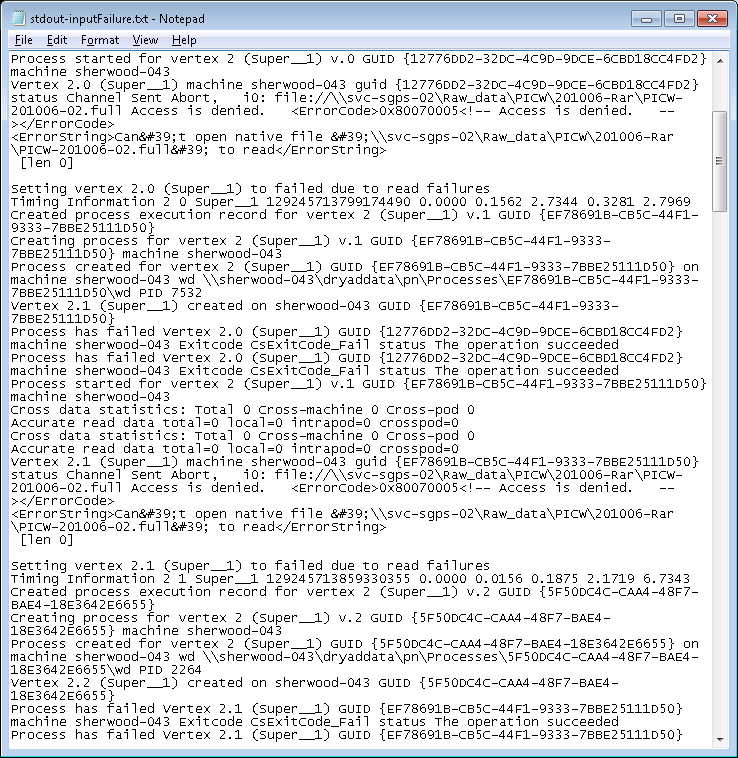 stdout-inputFailure.txt - Notepad
File Edit Format View Help
Process started for vertex 2 (Super__1) v.0 GUID {12776DD2-32DC-4C9D-9DCE-6CBD18CC4FD2}
machine sherwood-043
Vertex 2.0 (Super__1) machine sherwood-043 guid {12776DD2-32DC-4C9D-9DCE-6CBD18CC4FD2}
status Channel Sent Abort,   i0: file://\\svc-sgps-02\Raw_data\PICW\201006-Rar\PICW-
201006-02.full Access is denied.   <ErrorCode>0x80070005<!-- Access is denied.   --
></ErrorCode>
<ErrorString>Can&#39;t open native file &#39;\\svc-sgps-02\Raw_data\PICW\201006-Rar
\PICW-201006-02.full&#39; to read</ErrorString>
 [len 0]
Setting vertex 2.0 (Super__1) to failed due to read failures
Timing Information 2 0 Super__1 129245713799174490 0.0000 0.1562 2.7344 0.3281 2.7969
Created process execution record for vertex 2 (Super__1) v.1 GUID {EF78691B-CB5C-44F1-
9333-7BBE25111D50}
Creating process for vertex 2 (Super__1) v.1 GUID {EF78691B-CB5C-44F1-9333-
7BBE25111D50} machine sherwood-043
Process created for vertex 2 (Super__1) GUID {EF78691B-CB5C-44F1-9333-7BBE25111D50} on
machine sherwood-043 wd \\sherwood-043\dryaddata\pn\Processes\EF78691B-CB5C-44F1-9333-
7BBE25111D50\wd PID 7532
Vertex 2.1 (Super__1) created on sherwood-043 GUID {EF78691B-CB5C-44F1-9333-
7BBE25111D50}
Process has failed Vertex 2.0 (Super__1) GUID {12776DD2-32DC-4C9D-9DCE-6CBD18CC4FD2}
machine sherwood-043 Exitcode CsExitCode_Fail status The operation succeeded
Process has failed Vertex 2.0 (Super__1) GUID {12776DD2-32DC-4C9D-9DCE-6CBD18CC4FD2}
machine sherwood-043 Exitcode CsExitCode_Fail status The operation succeeded
Process started for vertex 2 (Super__1) v.1 GUID {EF78691B-CB5C-44F1-9333-7BBE25111D50}
machine sherwood-043
Cross data statistics: Total 0 Cross-machine 0 Cross-pod 0
Accurate read data total=0 local=0 intrapod=0 crosspod=0
Cross data statistics: Total 0 Cross-machine 0 Cross-pod 0
Accurate read data total=0 local=0 intrapod=0 crosspod=0
Vertex 2.1 (Super__1) machine sherwood-043 guid {EF78691B-CB5C-44F1-9333-7BBE25111D50}
status Channel Sent Abort,   i0: file://\\svc-sgps-02\Raw_data\PICW\201006-Rar\PICW-
201006-02.full Access is denied.   <ErrorCode>0x80070005<!-- Access is denied.   --
></ErrorCode>
<ErrorString>Can&#39;t open native file &#39;\\svc-sgps-02\Raw_data\PICW\201006-Rar
\PICW-201006-02.full&#39; to read</ErrorString>
 [len 0]
Setting vertex 2.1 (Super__1) to failed due to read failures
Timing Information 2 1 Super__1 129245713859330355 0.0000 0.0156 0.1875 2.1719 6.7343
Created process execution record for vertex 2 (Super__1) v.2 GUID {5F50DC4C-CAA4-48F7-
BAE4-18E3642E6655}
Creating process for vertex 2 (Super__1) v.2 GUID {5F50DC4C-CAA4-48F7-BAE4-
18E3642E6655} machine sherwood-043
Process created for vertex 2 (Super__1) GUID {5F50DC4C-CAA4-48F7-BAE4-18E3642E6655} on
machine sherwood-043 wd \\sherwood-043\dryaddata\pn\Processes\5F50DC4C-CAA4-48F7-BAE4-
18E3642E6655\wd PID 2264
Vertex 2.2 (Super__1) created on sherwood-043 GUID {5F50DC4C-CAA4-48F7-BAE4-
18E3642E6655}
Process has failed Vertex 2.1 (Super__1) GUID {EF78691B-CB5C-44F1-9333-7BBE25111D50}
machine sherwood-043 Exitcode CsExitCode_Fail status The operation succeeded
Process has failed Vertex 2.1 (Super__1) GUID {EF78691B-CB5C-44F1-9333-7BBE25111D50}